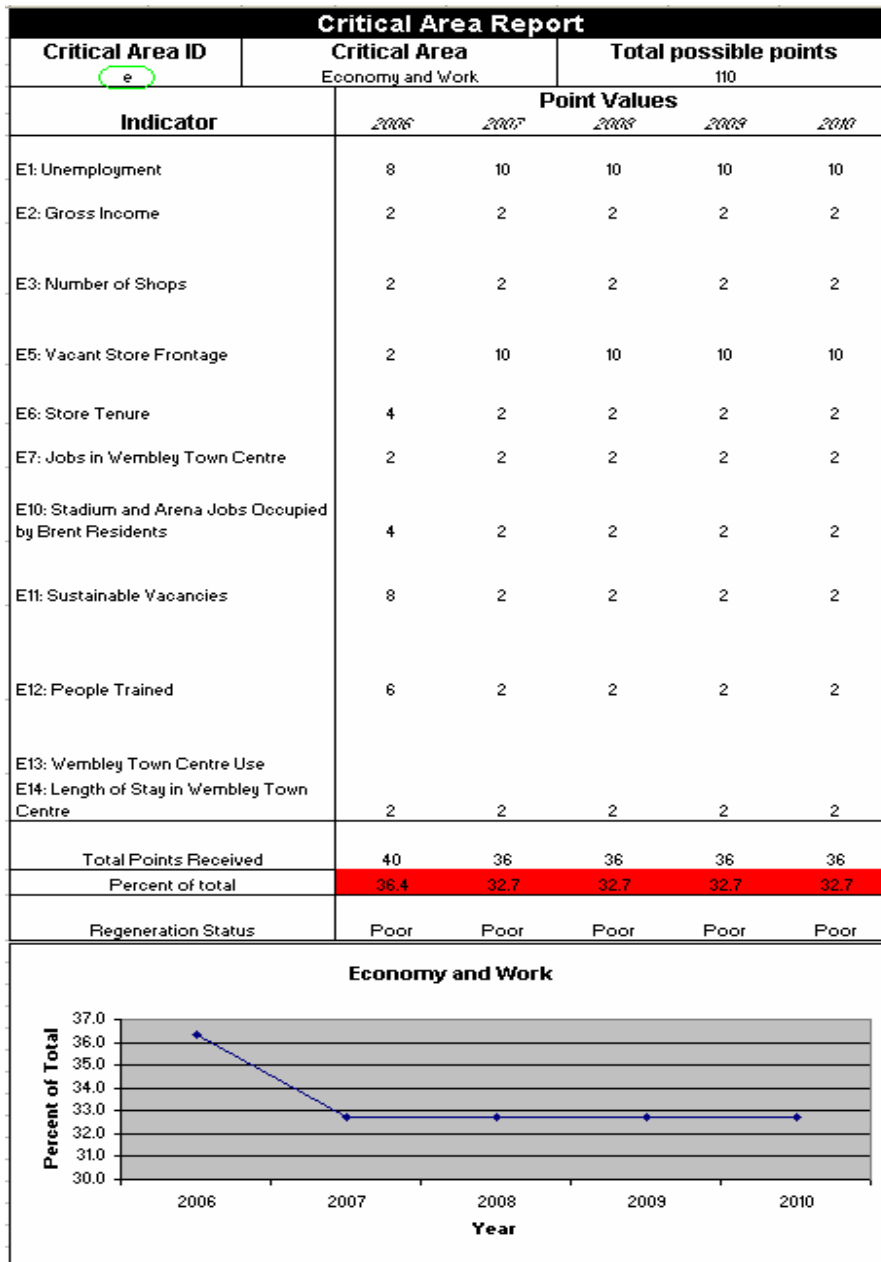 Critical Area Report
Critical Area ID Critical Area Total possible points
e Economy and Work 110
Point Values
Indicator 2006 2007 2008 2009 2010
E1: Unemployment 8 10 10 10 10
E2: Gross Income 2 2 2 2 2
E3: Number of Shops 2 2 2 2 2
E5: Vacant Store Frontage 2 10 10 10 10
E6: Store Tenure 4 2 2 2 2
E7: Jobs in Wembley Town Centre 2 2 2 2 2
E10: Stadium and Arena Jobs Occupied
by Brent Residents 4 2 2 2 2
E11: Sustainable Vacancies 8 2 2 2 2
E12: People Trained 6 2 2 2 2
E13: Wembley Town Centre Use
E14: Length of Stay in Wembley Town
Centre 2 2 2 2 2
Total Points Received 40 36 36 36 36
Percent of total 36.4 32.7 32.7 32.7 32.7
Regeneration Status Poor Poor Poor Poor Poor
Economy and Work
Percent of Total
37.0
36.0
35.0
34.0
33.0
32.0
31.0
30.0
2006 2007 2008 2009 2010
Year